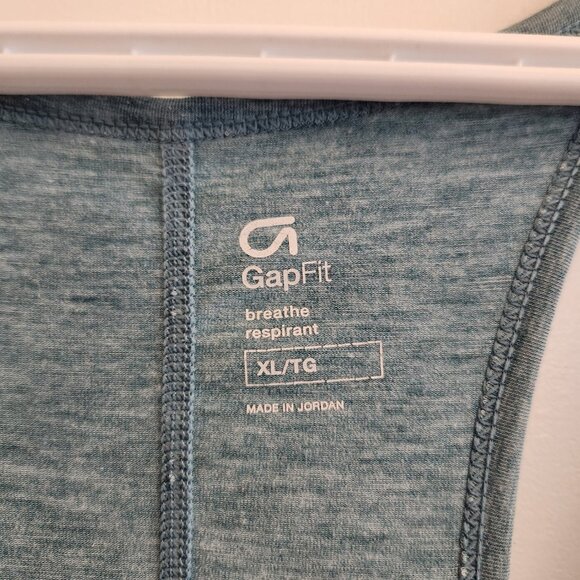 GapFit
breathe
respirant
XL/TG
MADE IN JORDAN